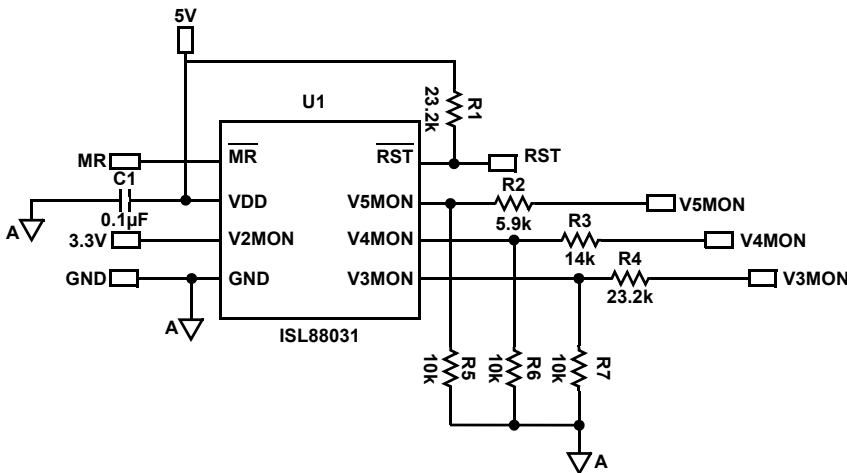 5V
U1
23.2k
R1
MR
MR
RST
RST
C1
0.1µF
A
VDD
V5MON
R2
5.9k
V5MON
3.3V
V2MON
V4MON
R3
14k
V4MON
GND
GND
V3MON
R4
23.2k
V3MON
A
ISL88031
10k
R5
10k
R6
10k
R7
A